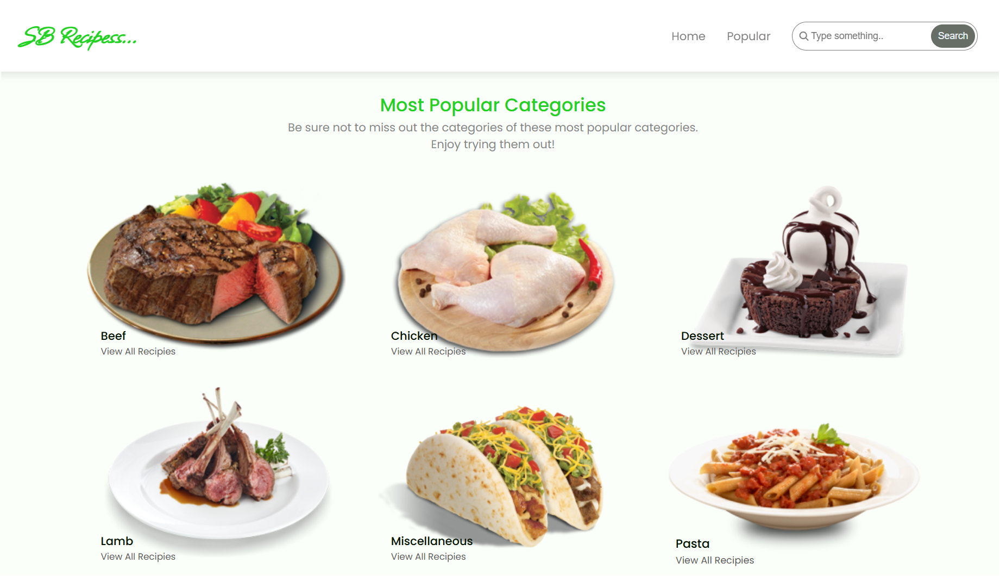 SB Recipess...
Home
Popular
Type something..
Search
Most Popular Categories
Be sure not to miss out the categories of these most popular categories.
Enjoy trying them out!
Beef
View All Recipies
Chicken
View All Recipies
Dessert
View All Recipies
Lamb
View All Recipies
Miscellaneous
View All Recipies
Pasta
View All Recipies